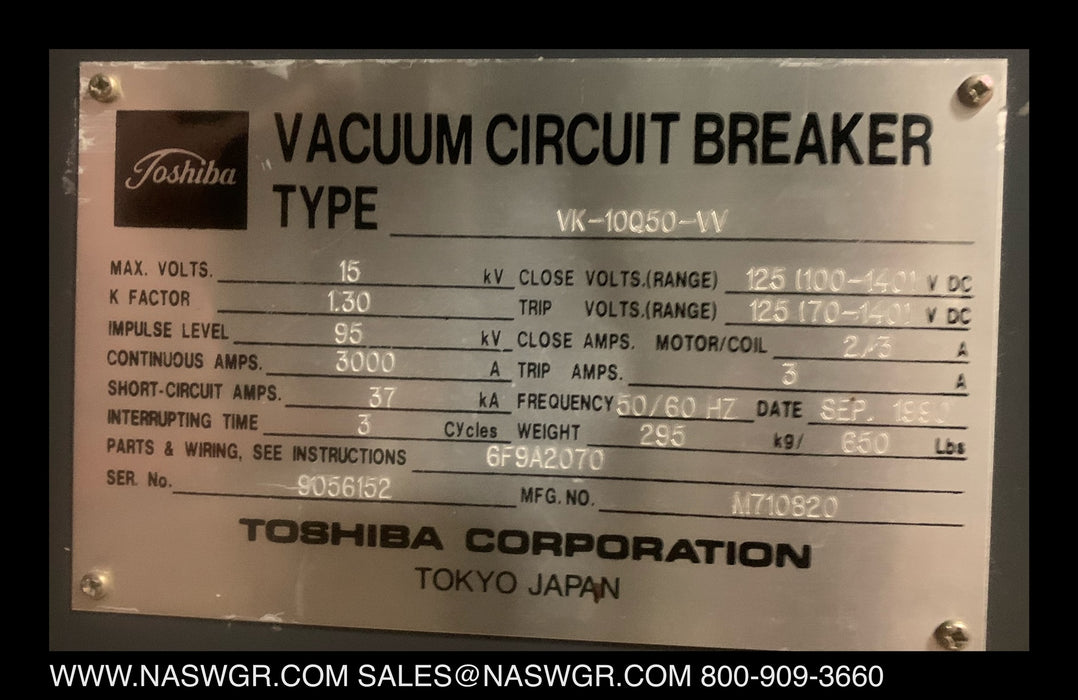 Toshiba
VACUUM CIRCUIT BREAKER
TYPE VK-10Q50-VV
MAX. VOLTS. 15 kV CLOSE VOLTS.(RANGE) 125 (100-140) V DC
K FACTOR 1.30 TRIP VOLTS.(RANGE) 125 (70-140) V DC
IMPULSE LEVEL 95 kV CLOSE AMPS. MOTOR/COIL 2/3 A
CONTINUOUS AMPS. 3000 A TRIP AMPS. 3 A
SHORT-CIRCUIT AMPS. 37 kA FREQUENCY 50/60 HZ DATE SEP.
INTERRUPTING TIME 3 Cycles WEIGHT 295 kg/ 650 Lbs
PARTS & WIRING, SEE INSTRUCTIONS 6F9A2070
SER. No. 9056152 MFG. NO. M710820
TOSHIBA CORPORATION
TOKYO JAPAN
WWW.NASWGR.COM SALES@NASWGR.COM 800-909-3660